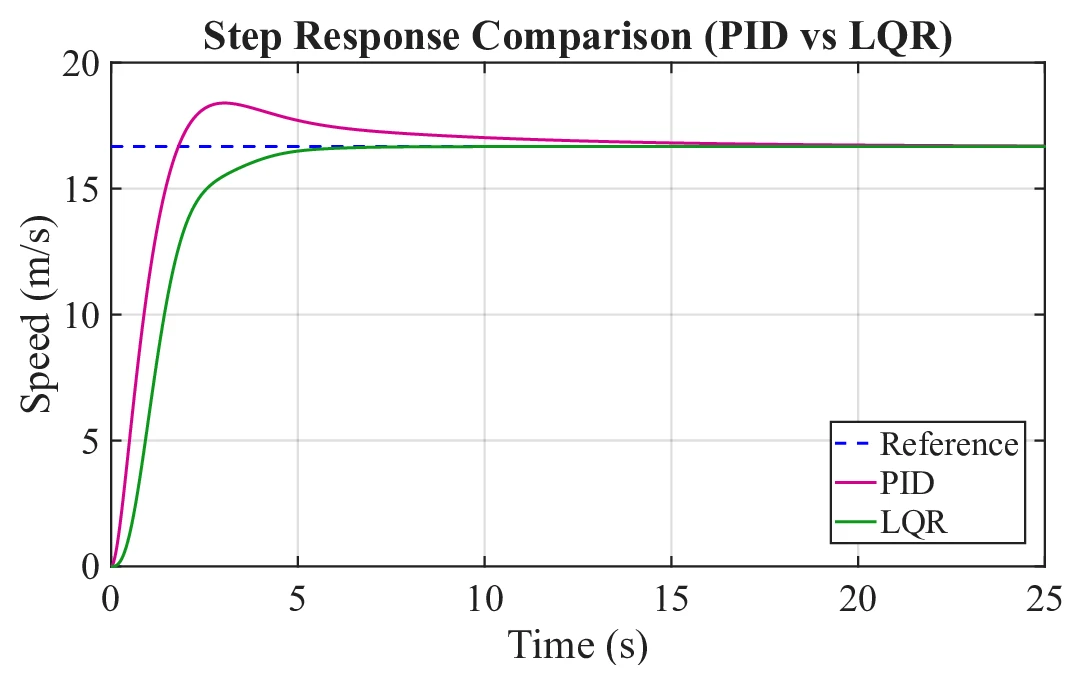 Step Response Comparison (PID vs LQR)
20
15
10
5
0
Speed (m/s)
Reference
PID
LQR
0 5 10 15 20 25
Time (s)